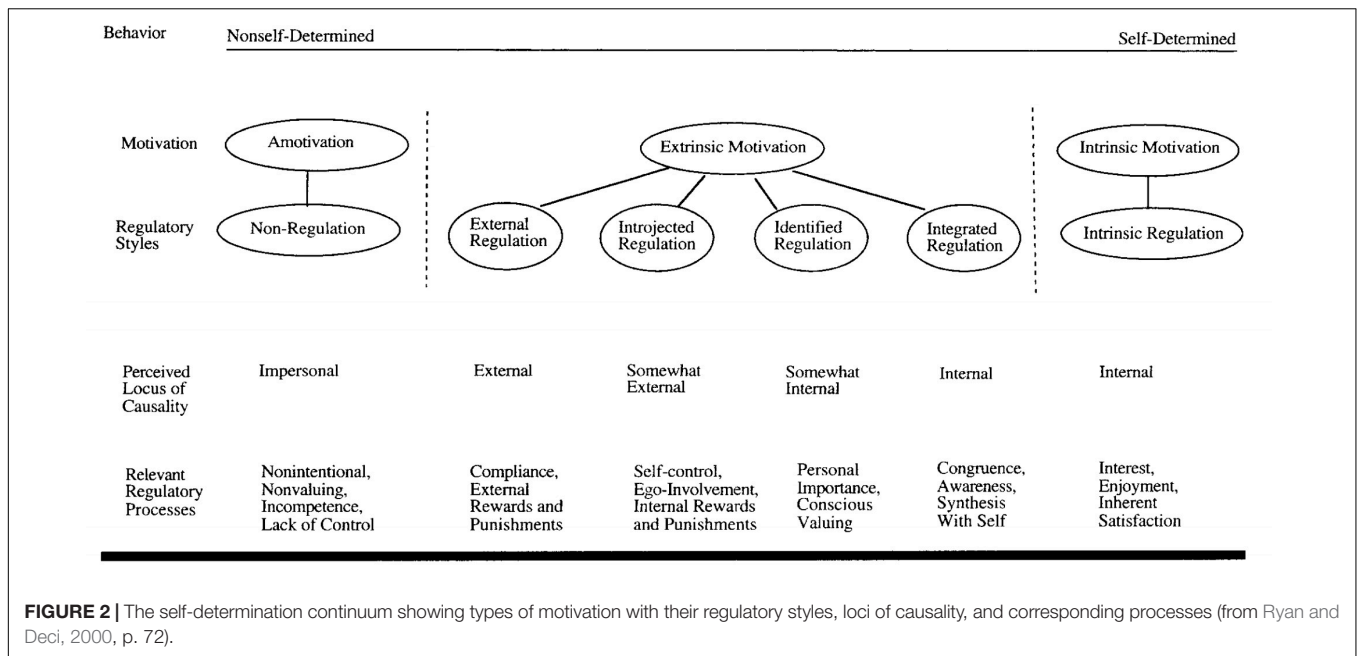 Behavior Nonself-Determined Self-Determined
Motivation Amotivation Extrinsic Motivation Intrinsic Motivation
Regulatory
Styles
Non-Regulation
External
Regulation
Introjected
Regulation
Identified
Regulation
Integrated
Regulation
Intrinsic Regulation
Perceived
Locus of
Causality
Impersonal
External
Somewhat
External
Somewhat
Internal
Internal
Internal
Relevant
Regulatory
Processes
Nonintentional,
Nonvaluing,
Incompetence,
Lack of Control
Compliance,
External
Rewards and
Punishments
Self-control,
Ego-Involvement,
Internal Rewards
and Punishments
Personal
Importance,
Conscious
Valuing
Congruence,
Awareness,
Synthesis
With Self
Interest,
Enjoyment,
Inherent
Satisfaction
FIGURE 2 | The self-determination continuum showing types of motivation with their regulatory styles, loci of causality, and corresponding processes (from Ryan and
Deci, 2000, p. 72).